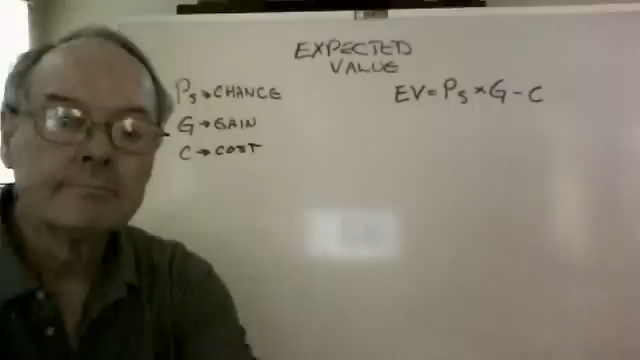 EXPECTED
VALUE
Ps → CHANCE
G → GAIN
C → COST
EV = Ps × G - C